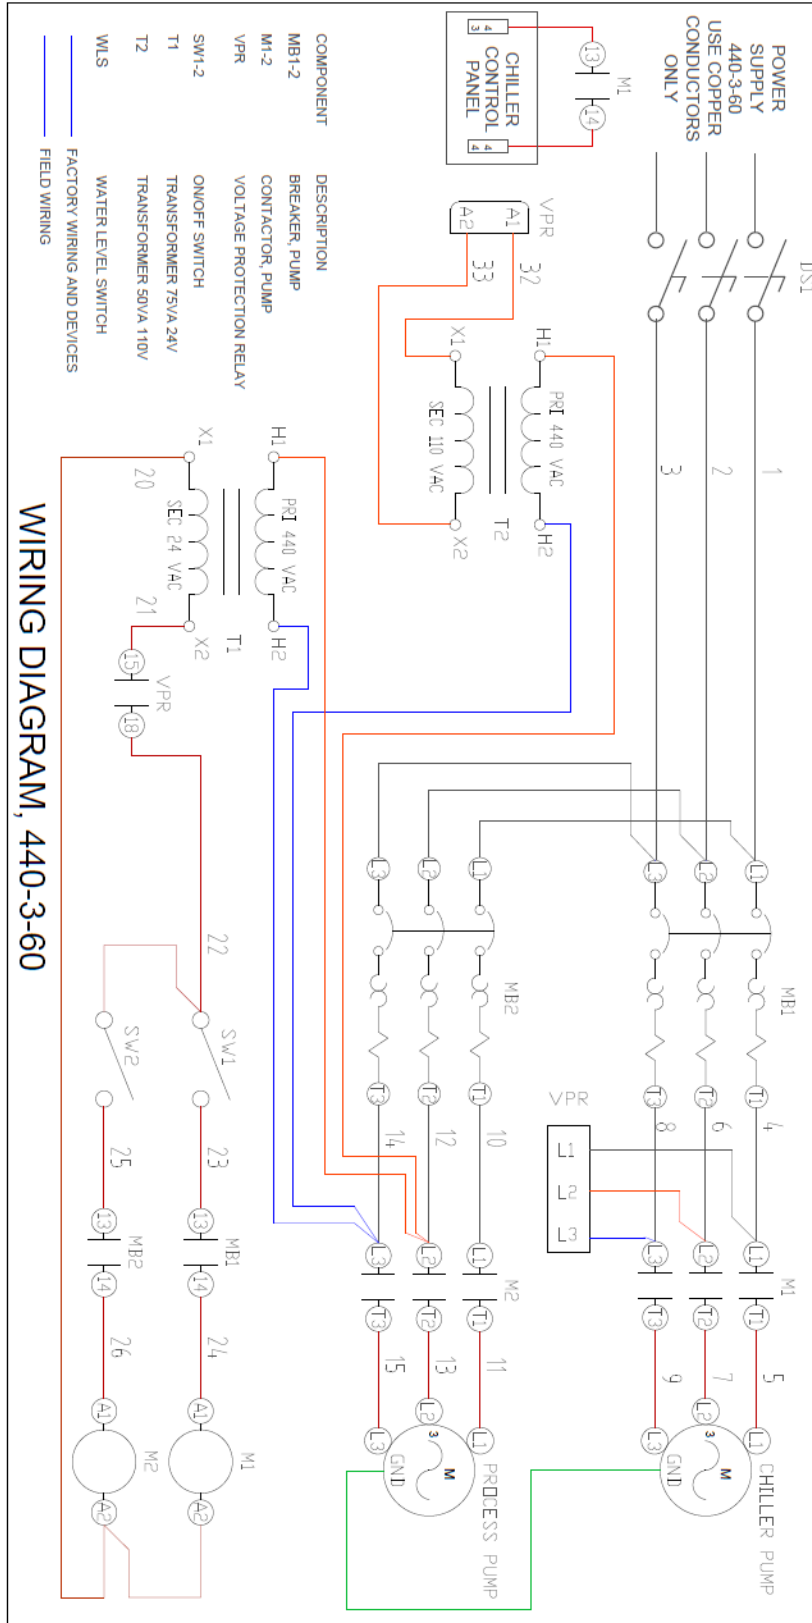 POWER
SUPPLY
440-3-60
USE COPPER
CONDUCTORS
ONLY
DS1
1
2
3
L1
L2
L3
MB1
T1
T2
T3
4
6
8
VPR
L1
L2
L3
L1
L2
L3
M1
T1
T2
T3
5
7
9
L1
L2
L3
3
M
GND
CHILLER PUMP
M1
13
14
4
3
4
4
CHILLER
CONTROL
PANEL
VPR
A1
A2
32
33
H1
H2
PRI 440 VAC
SEC 110 VAC
X1
X2
T2
L1
L2
L3
MB2
T1
T2
T3
10
12
14
L1
L2
L3
M2
T1
T2
T3
11
13
15
L1
L2
L3
3
M
GND
PROCESS PUMP
COMPONENT DESCRIPTION
MB1-2 BREAKER, PUMP
M1-2 CONTACTOR, PUMP
VPR VOLTAGE PROTECTION RELAY
SW1-2 ON/OFF SWITCH
T1 TRANSFORMER 75VA 24V
T2 TRANSFORMER 50VA 110V
WLS WATER LEVEL SWITCH
FACTORY WIRING AND DEVICES
FIELD WIRING
H1
H2
PRI 440 VAC
SEC 24 VAC
X1
X2
T1
20
21
15
VPR
18
22
SW1
23
13
MB1
14
24
A1
M1
A2
SW2
25
13
MB2
14
26
A1
M2
A2
WIRING DIAGRAM, 440-3-60